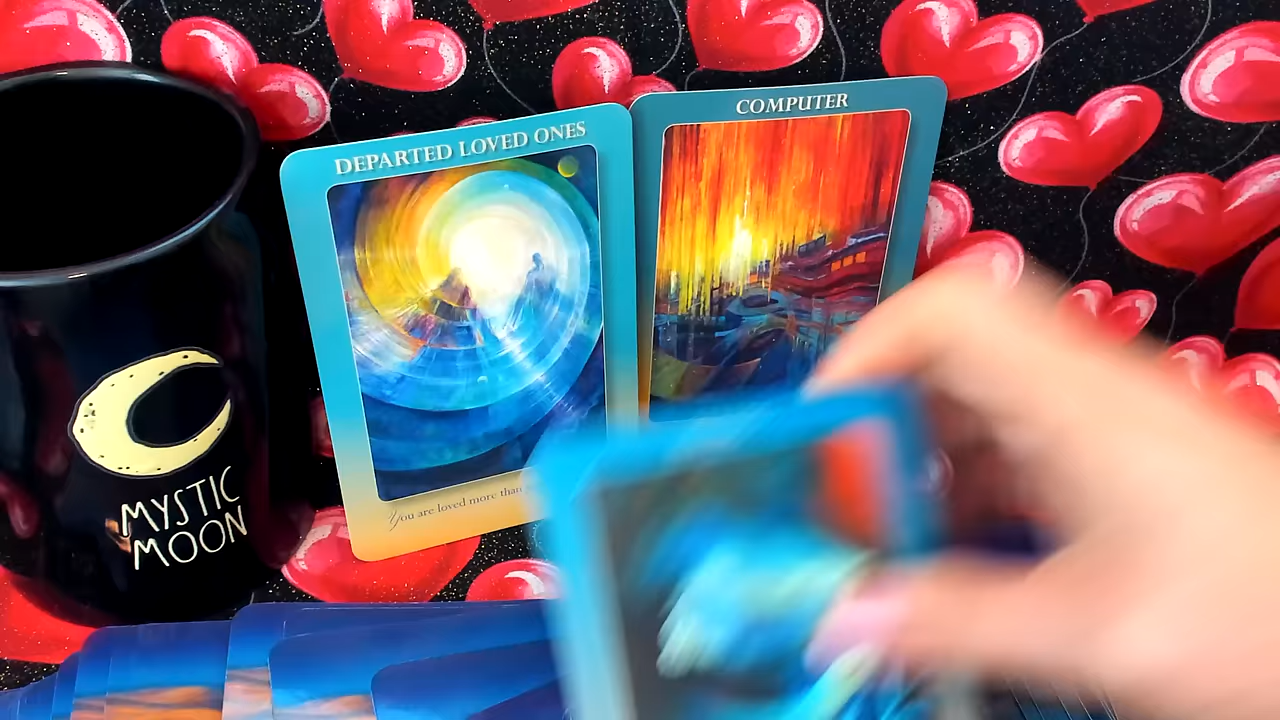 DEPARTED LOVED ONES
COMPUTER
You are loved more than
MYSTIC
MOON